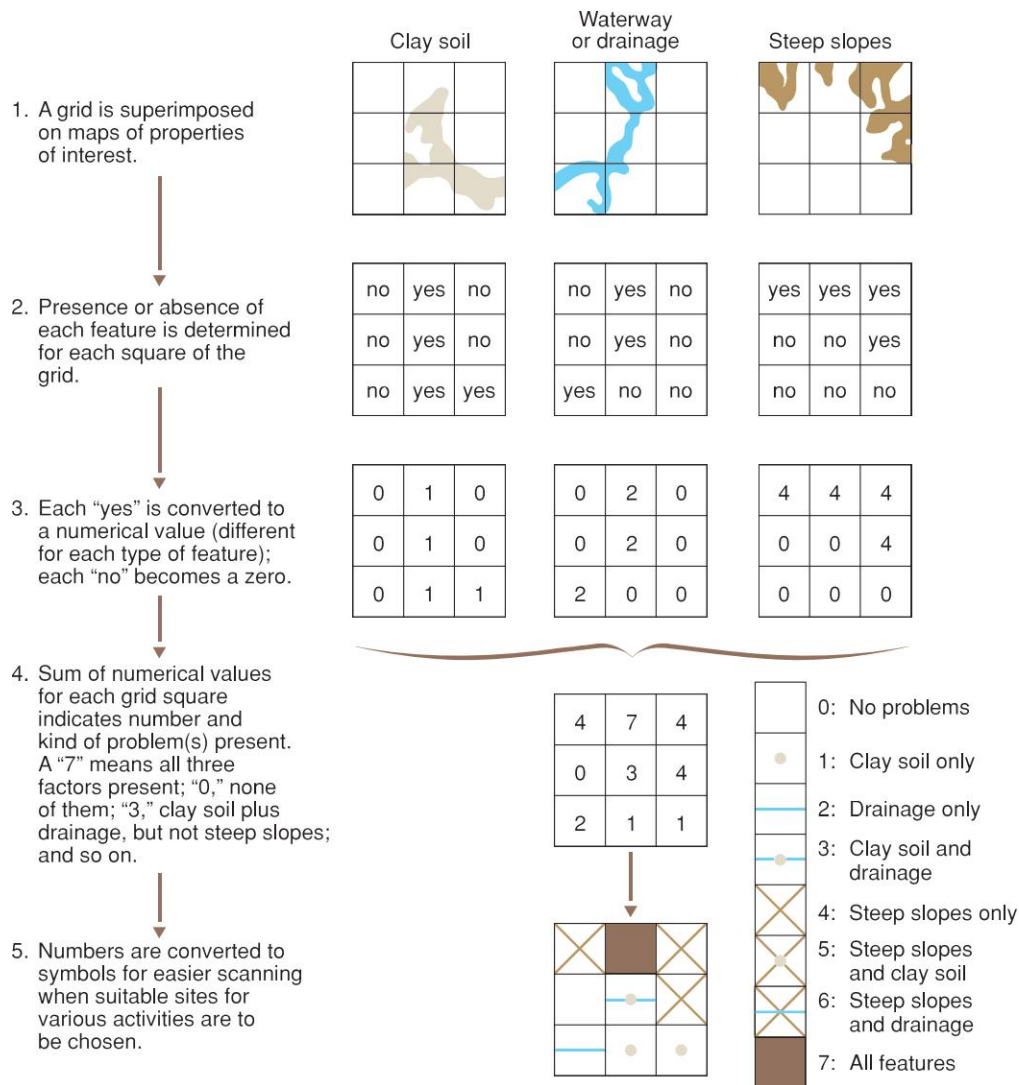 Clay soil
Waterway
or drainage
Steep slopes
1. A grid is superimposed
on maps of properties
of interest.
2. Presence or absence of
each feature is determined
for each square of the
grid.
no yes no
no yes no
no yes yes
no yes no
no yes no
yes no no
yes yes yes
no no yes
no no no
3. Each “yes” is converted to
a numerical value (different
for each type of feature);
each “no” becomes a zero.
0 1 0
0 1 0
0 1 1
0 2 0
0 2 0
2 0 0
4 4 4
0 0 4
0 0 0
4. Sum of numerical values
for each grid square
indicates number and
kind of problem(s) present.
A “7” means all three
factors present; “0,” none
of them; “3,” clay soil plus
drainage, but not steep slopes;
and so on.
4 7 4
0 3 4
2 1 1
0: No problems
1: Clay soil only
2: Drainage only
3: Clay soil and
drainage
4: Steep slopes only
5: Steep slopes
and clay soil
6: Steep slopes
and drainage
7: All features
5. Numbers are converted to
symbols for easier scanning
when suitable sites for
various activities are to
be chosen.